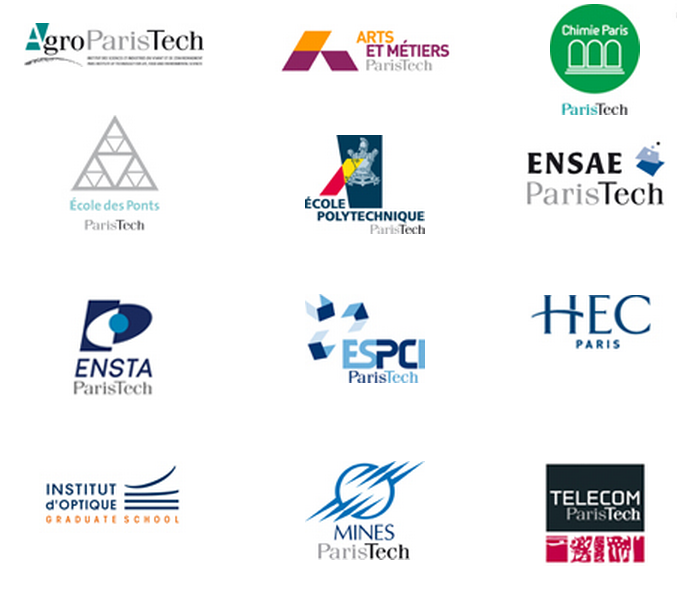 AgroParisTech
ARTS
ET MÉTIERS
ParisTech
Chimie Paris
ParisTech
École des Ponts
ParisTech
ÉCOLE
POLYTECHNIQUE
ParisTech
ENSAE
ParisTech
ENSTA
ParisTech
ESPCI
ParisTech
HEC
PARIS
INSTITUT
d'OPTIQUE
GRADUATE SCHOOL
MINES
ParisTech
TELECOM
ParisTech